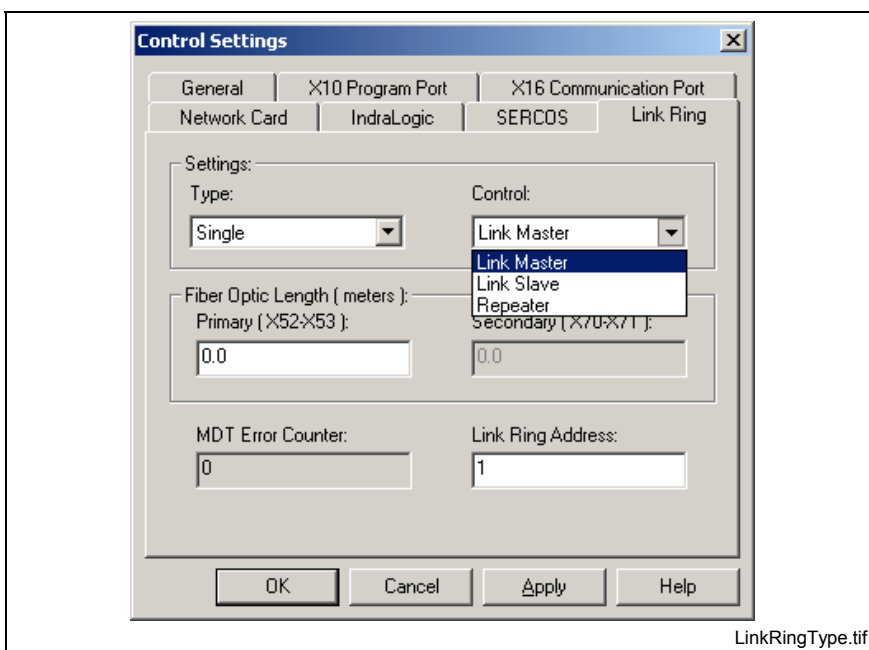 Control Settings
General X10 Program Port X16 Communication Port
Network Card IndraLogic SERCOS Link Ring
Settings:
Type: Control:
Single Link Master
Link Master
Link Slave
Repeater
Fiber Optic Length ( meters ):
Primary ( X52-X53 ): Secondary ( X70-X71 ):
0.0 0.0
MDT Error Counter: Link Ring Address:
0 1
OK Cancel Apply Help
LinkRingType.tif